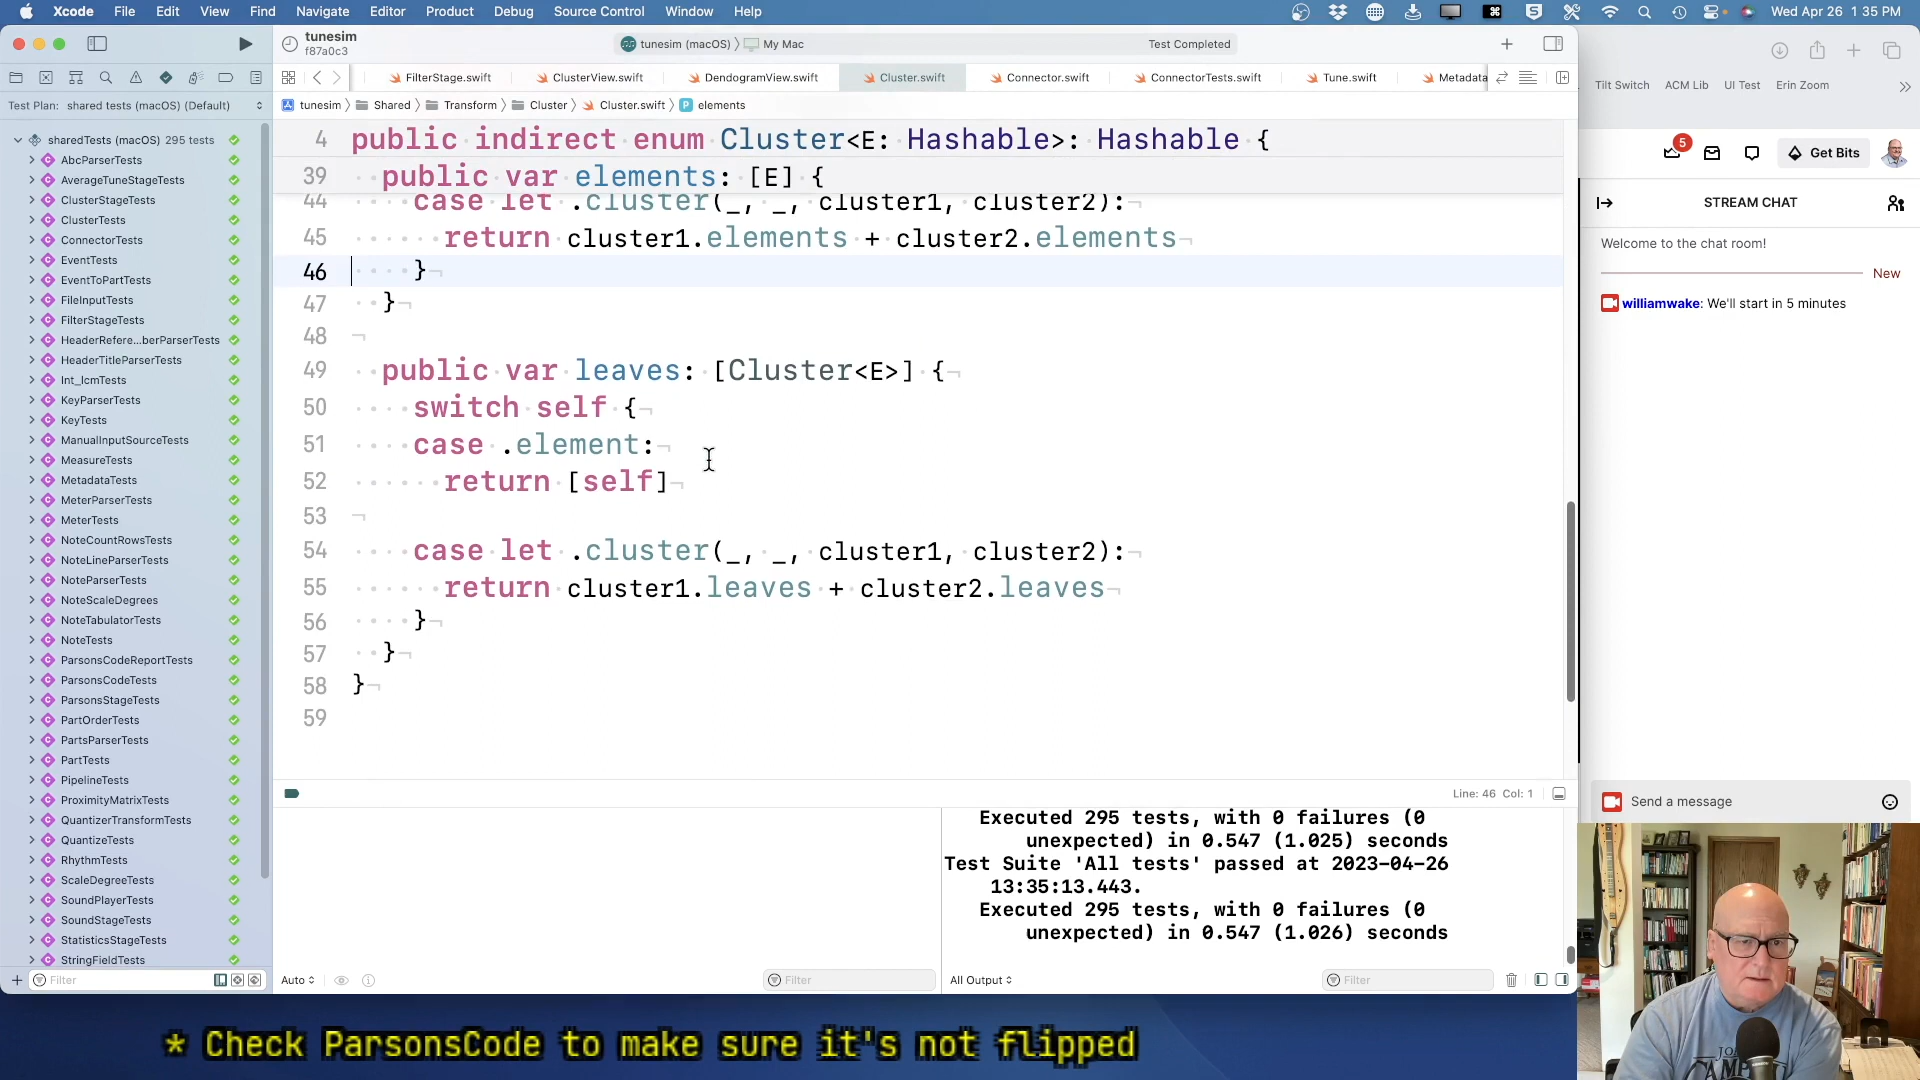 Xcode File Edit View Find Navigate Editor Product Debug Source Control Window Help
Wed Apr 26 1 35 PM
tunesim
f87a0c3
tunesim (macOS) My Mac
Test Completed
FilterStage.swift ClusterView.swift DendogramView.swift Cluster.swift Connector.swift ConnectorTests.swift Tune.swift Metadata
Test Plan: shared tests (macOS) (Default)
tunesim Shared Transform Cluster Cluster.swift P elements
sharedTests (macOS) 295 tests
AbcParserTests
AverageTuneStageTests
ClusterStageTests
ClusterTests
ConnectorTests
EventTests
EventToPartTests
FileInputTests
FilterStageTests
HeaderRefere...berParserTests
HeaderTitleParserTests
Int_lcmTests
KeyParserTests
KeyTests
ManualInputSourceTests
MeasureTests
MetadataTests
MeterParserTests
MeterTests
NoteCountRowsTests
NoteLineParserTests
NoteParserTests
NoteScaleDegrees
NoteTabulatorTests
NoteTests
ParsonsCodeReportTests
ParsonsCodeTests
ParsonsStageTests
PartOrderTests
PartsParserTests
PartTests
PipelineTests
ProximityMatrixTests
QuantizerTransformTests
QuantizeTests
RhythmTests
ScaleDegreeTests
SoundPlayerTests
SoundStageTests
StatisticsStageTests
StringFieldTests
Filter
4 public indirect enum Cluster<E: Hashable>: Hashable {
39 public var elements: [E] {
44 case let .cluster(_, _, cluster1, cluster2):
45 return cluster1.elements + cluster2.elements
46 }
47 }
48
49 public var leaves: [Cluster<E>] {
50 switch self {
51 case .element:
52 return [self]
53
54 case let .cluster(_, _, cluster1, cluster2):
55 return cluster1.leaves + cluster2.leaves
56 }
57 }
58 }
59
Line: 46 Col: 1
Executed 295 tests, with 0 failures (0
unexpected) in 0.547 (1.025) seconds
Test Suite 'All tests' passed at 2023-04-26
13:35:13.443.
Executed 295 tests, with 0 failures (0
unexpected) in 0.547 (1.026) seconds
Auto
Filter
All Output
Filter
Tilt Switch ACM Lib UI Test Erin Zoom
5
Get Bits
STREAM CHAT
Welcome to the chat room!
New
williamwake: We'll start in 5 minutes
Send a message
* Check ParsonsCode to make sure it's not flipped